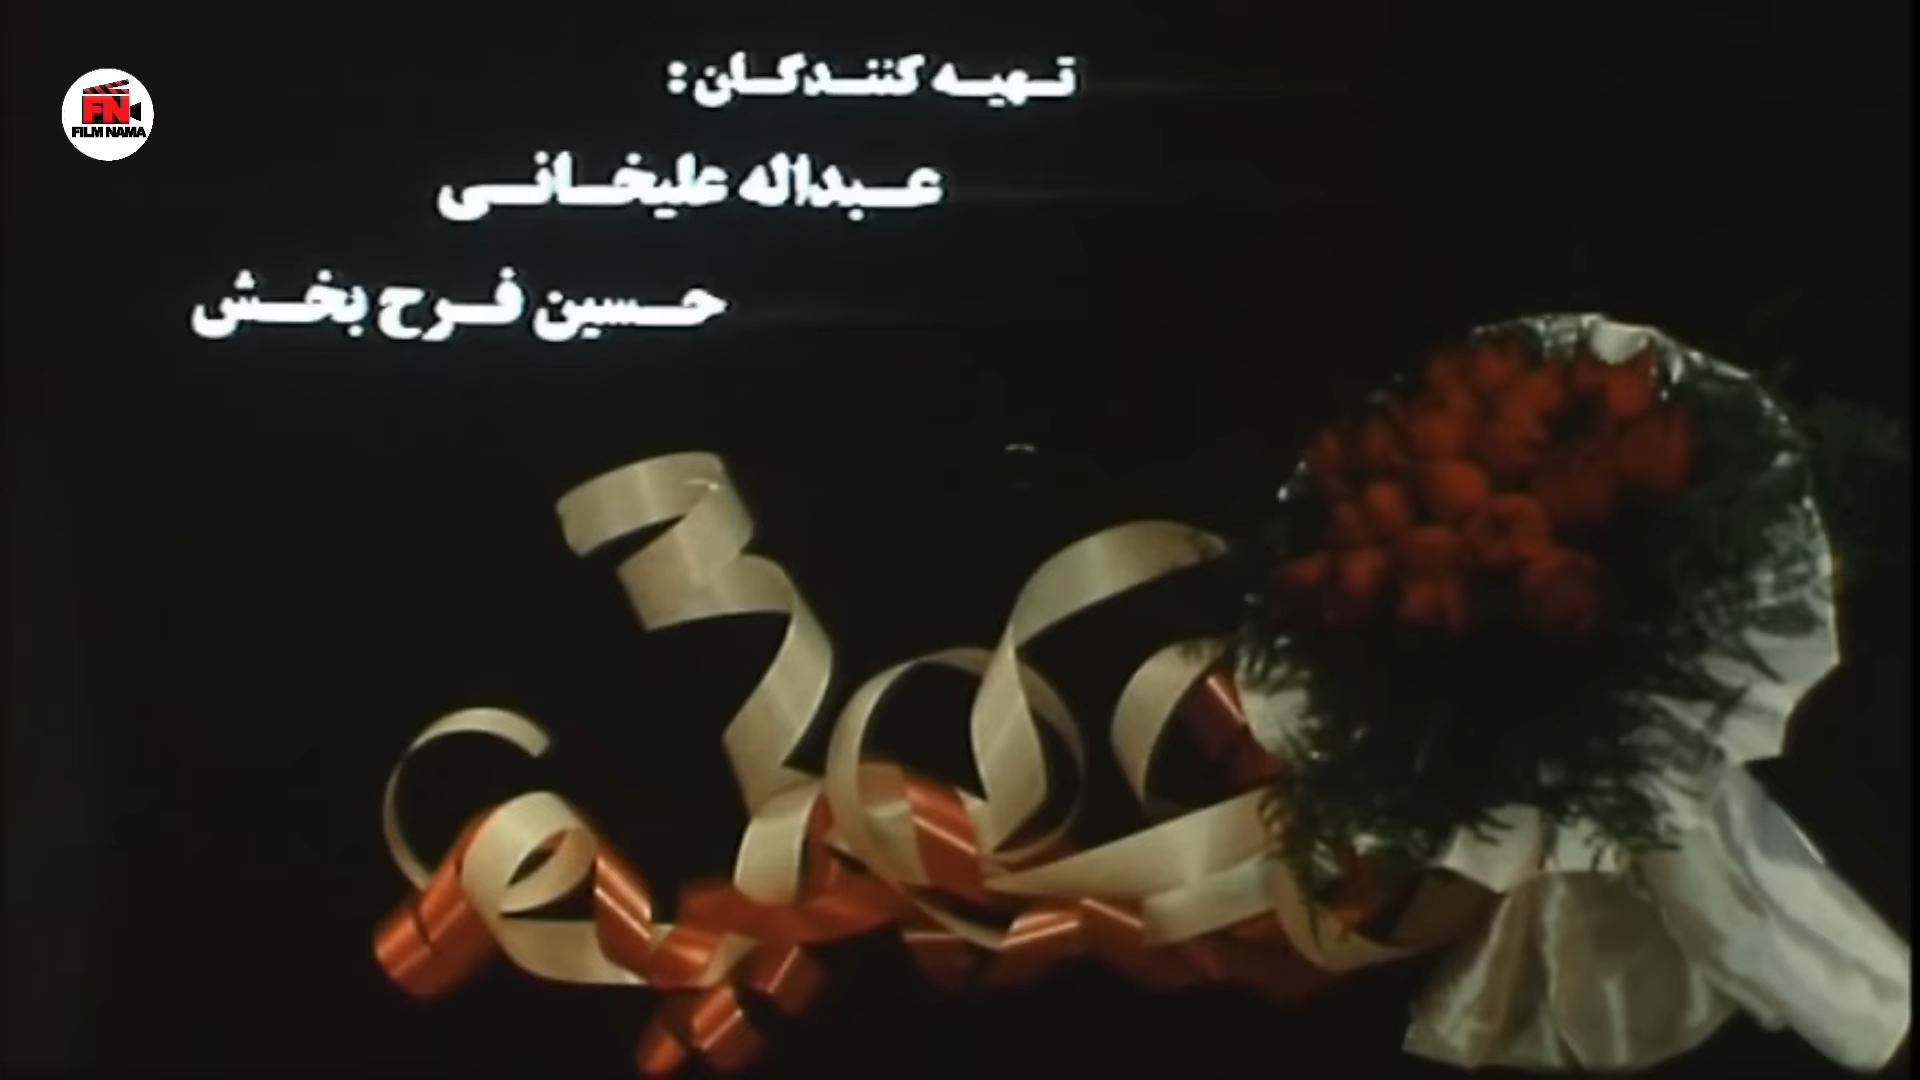 FN
FILM NAMA
تهیه کنندگان :
عبداله علیخانی
حسین فرح بخش